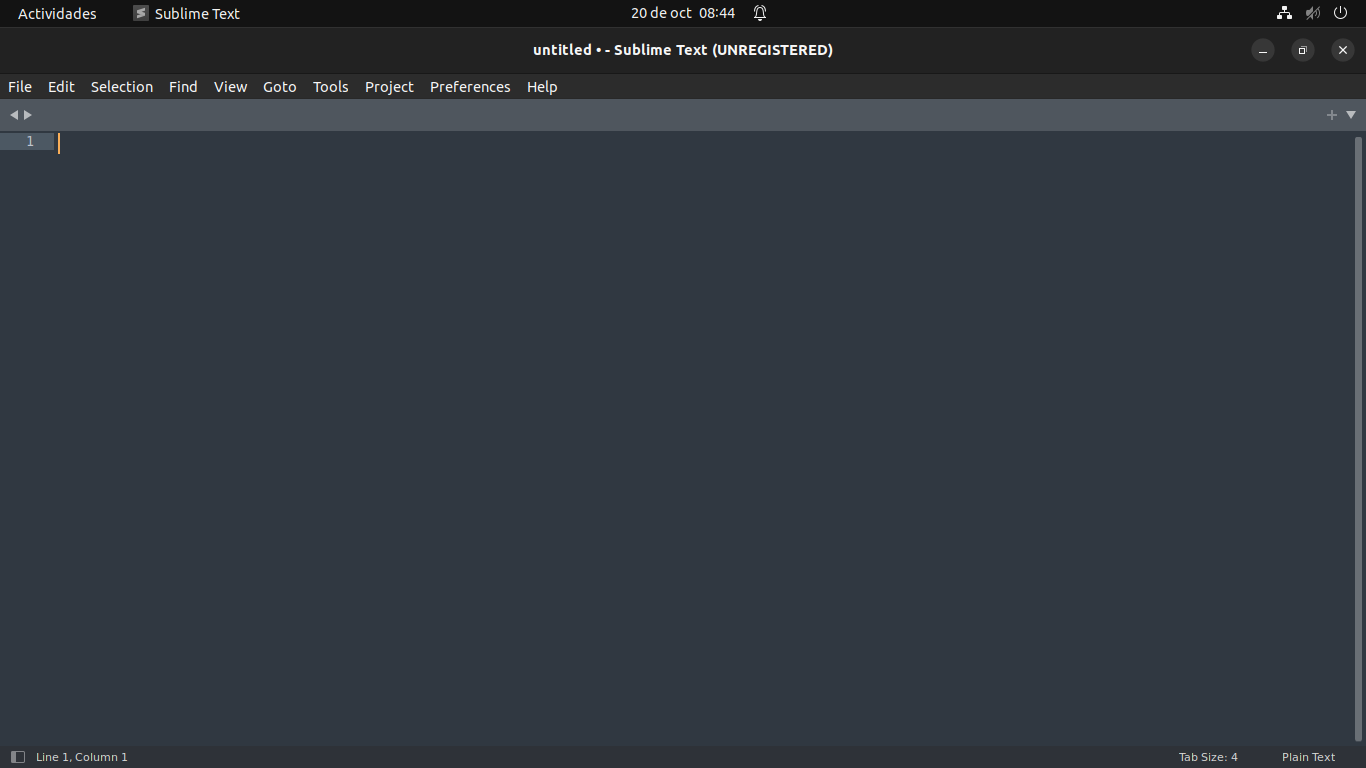 Actividades
Sublime Text
20 de oct 08:44
untitled • - Sublime Text (UNREGISTERED)
File Edit Selection Find View Goto Tools Project Preferences Help
1
Line 1, Column 1
Tab Size: 4
Plain Text